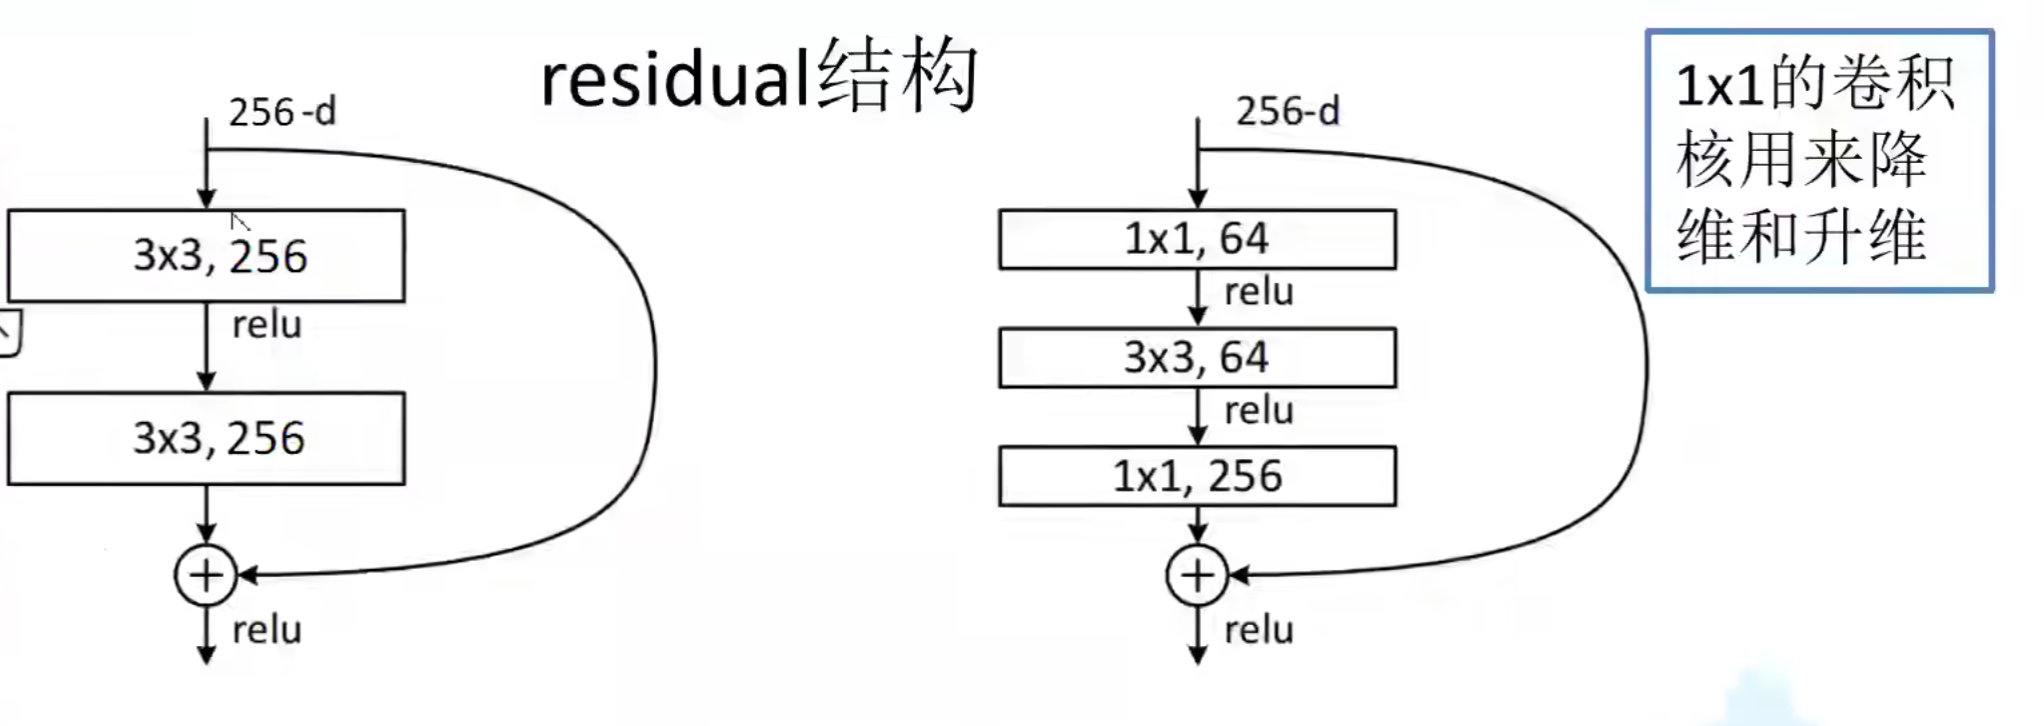 residual结构
256-d
3x3, 256
relu
3x3, 256
relu
256-d
1x1, 64
relu
3x3, 64
relu
1x1, 256
relu
1x1的卷积
核用来降
维和升维